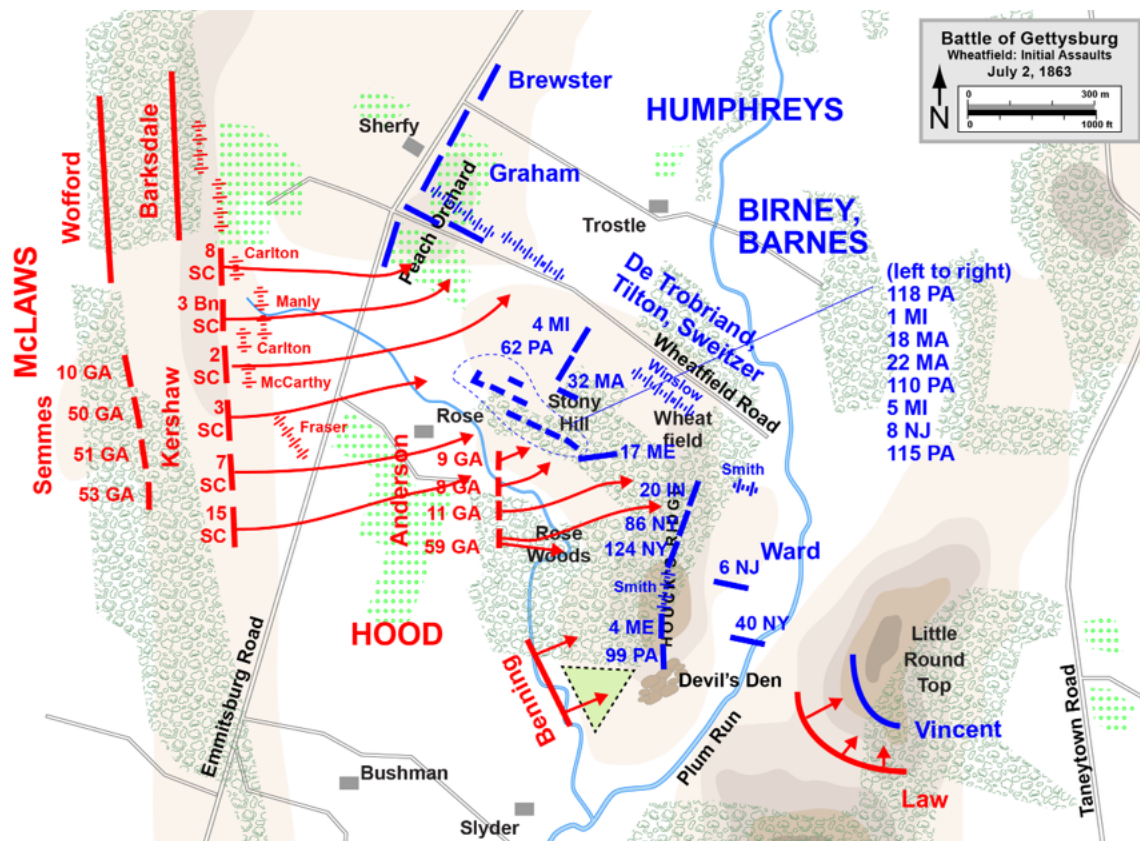 Battle of Gettysburg
Wheatfield: Initial Assaults
July 2, 1863
N
0 300 m
0 1000 ft
Brewster
HUMPHREYS
Sherfy
Graham
Peach Orchard
Trostle
BIRNEY,
BARNES
De Trobriand,
Tilton, Sweitzer
(left to right)
118 PA
1 MI
18 MA
22 MA
110 PA
5 MI
8 NJ
115 PA
Wofford
Barksdale
McLAWS
8
SC
Carlton
3 Bn
SC
Manly
2
SC
Carlton
McCarthy
3
SC
Fraser
7
SC
15
SC
Kershaw
Semmes
10 GA
50 GA
51 GA
53 GA
4 MI
62 PA
32 MA
Stony
Hill
Winslow
Wheatfield Road
Wheat
field
17 ME
Rose
Anderson
9 GA
8 GA
11 GA
59 GA
Rose
Woods
Smith
20 IN
86 NY
124 NY
HOUCK'S RIDGE
Smith
4 ME
99 PA
Ward
6 NJ
40 NY
HOOD
Benning
Devil's Den
Little
Round
Top
Vincent
Law
Plum Run
Emmitsburg Road
Taneytown Road
Bushman
Slyder